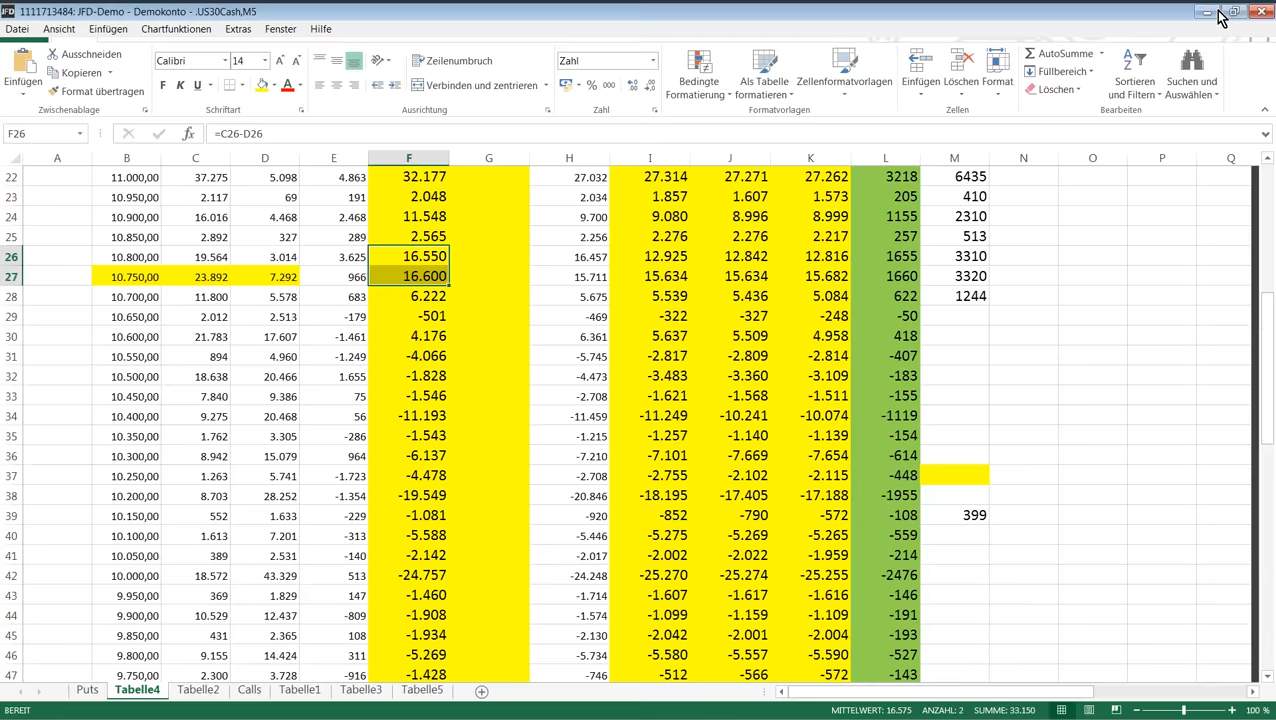 JFD 1111713484: JFD-Demo - Demokonto - .US30Cash,M5
Datei Ansicht Einfügen Chartfunktionen Extras Fenster Hilfe
Ausschneiden Calibri 14 Zeilenumbruch Zahl AutoSumme
Einfügen Kopieren Bedingte Als Tabelle Zellenformatvorlagen Einfügen Löschen Format Füllbereich Sortieren Suchen und
Format übertragen F K U A Verbinden und zentrieren % 000 Formatierung formatieren Löschen und Filtern Auswählen
Zwischenablage Schriftart Ausrichtung Zahl Formatvorlagen Zellen Bearbeiten
F26 fx =C26-D26
A B C D E F G H I J K L M N O P Q
22 11.000,00 37.275 5.098 4.863 32.177 27.032 27.314 27.271 27.262 3218 6435
23 10.950,00 2.117 69 191 2.048 2.034 1.857 1.607 1.573 205 410
24 10.900,00 16.016 4.468 2.468 11.548 9.700 9.080 8.996 8.999 1155 2310
25 10.850,00 2.892 327 289 2.565 2.256 2.276 2.276 2.217 257 513
26 10.800,00 19.564 3.014 3.625 16.550 16.457 12.925 12.842 12.816 1655 3310
27 10.750,00 23.892 7.292 966 16.600 15.711 15.634 15.634 15.682 1660 3320
28 10.700,00 11.800 5.578 683 6.222 5.675 5.539 5.436 5.084 622 1244
29 10.650,00 2.012 2.513 -179 -501 -469 -322 -327 -248 -50
30 10.600,00 21.783 17.607 -1.461 4.176 6.361 5.637 5.509 4.958 418
31 10.550,00 894 4.960 -1.249 -4.066 -5.745 -2.817 -2.809 -2.814 -407
32 10.500,00 18.638 20.466 1.655 -1.828 -4.473 -3.483 -3.360 -3.109 -183
33 10.450,00 7.840 9.386 75 -1.546 -2.708 -1.621 -1.568 -1.511 -155
34 10.400,00 9.275 20.468 56 -11.193 -11.459 -11.249 -10.241 -10.074 -1119
35 10.350,00 1.762 3.305 -286 -1.543 -1.215 -1.257 -1.140 -1.139 -154
36 10.300,00 8.942 15.079 964 -6.137 -7.210 -7.101 -7.669 -7.654 -614
37 10.250,00 1.263 5.741 -1.723 -4.478 -2.708 -2.755 -2.102 -2.115 -448
38 10.200,00 8.703 28.252 -1.354 -19.549 -20.846 -18.195 -17.405 -17.188 -1955
39 10.150,00 552 1.633 -229 -1.081 -920 -852 -790 -572 -108 399
40 10.100,00 1.613 7.201 -313 -5.588 -5.446 -5.275 -5.269 -5.265 -559
41 10.050,00 389 2.531 -140 -2.142 -2.017 -2.002 -2.022 -1.959 -214
42 10.000,00 18.572 43.329 513 -24.757 -24.248 -25.270 -25.274 -25.255 -2476
43 9.950,00 369 1.829 147 -1.460 -1.714 -1.607 -1.617 -1.616 -146
44 9.900,00 10.529 12.437 -809 -1.908 -1.574 -1.099 -1.159 -1.109 -191
45 9.850,00 431 2.365 108 -1.934 -2.130 -2.042 -2.001 -2.004 -193
46 9.800,00 9.155 14.424 311 -5.269 -5.734 -5.580 -5.557 -5.590 -527
47 9.750,00 2.300 3.728 -916 -1.428 -746 -512 -566 -572 -143
Puts Tabelle4 Tabelle2 Calls Tabelle1 Tabelle3 Tabelle5
BEREIT MITTELWERT: 16.575 ANZAHL: 2 SUMME: 33.150 100 %